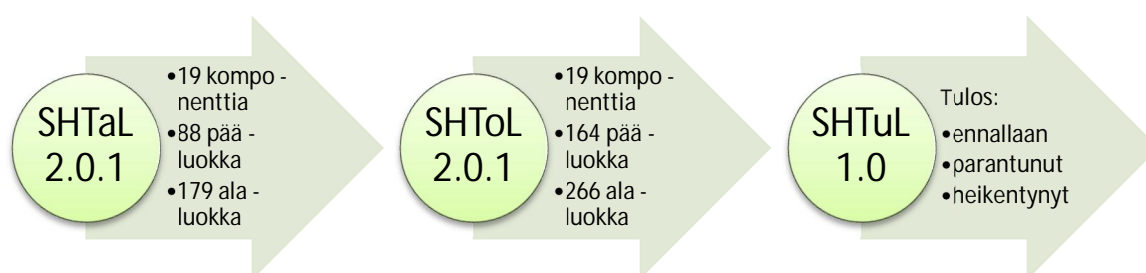 SHTaL
2.0.1
•19 kompo -
nenttia
•88 pää -
luokka
•179 ala -
luokka
SHToL
2.0.1
•19 kompo -
nenttia
•164 pää -
luokka
•266 ala -
luokka
SHTuL
1.0
Tulos:
•ennallaan
•parantunut
•heikentynyt